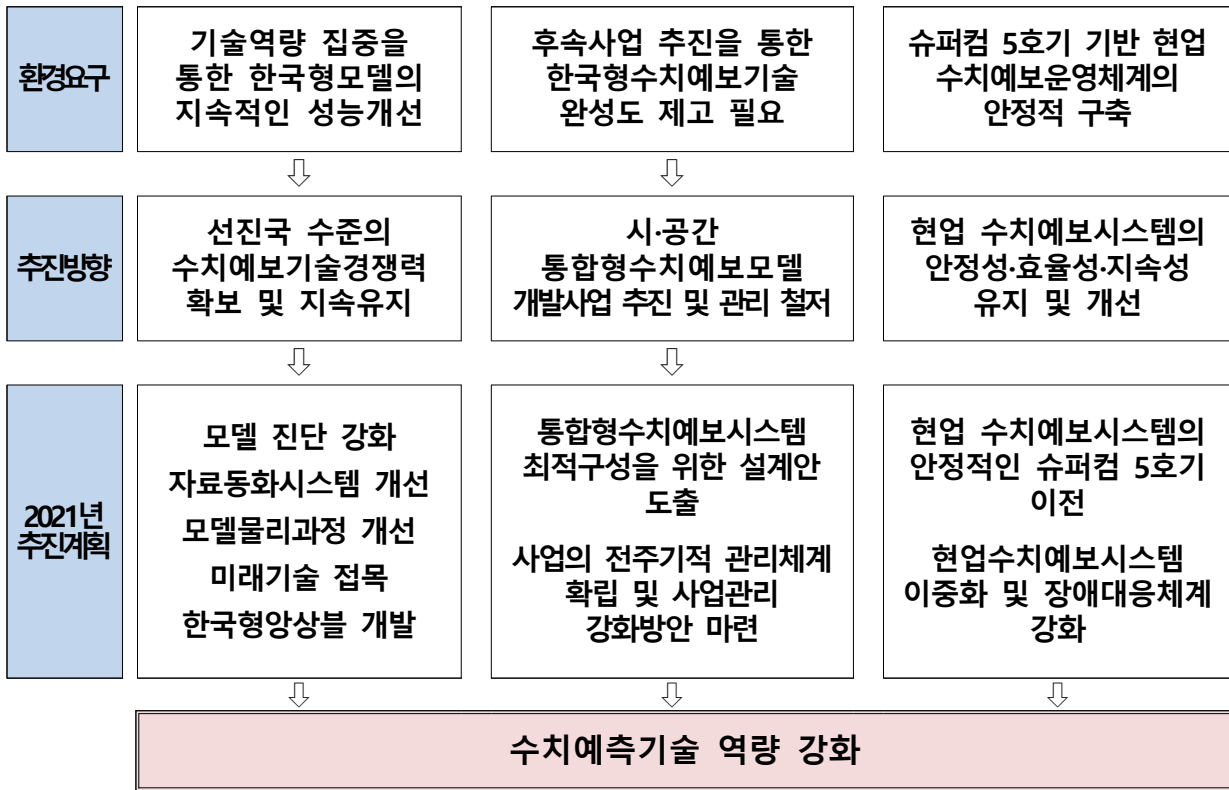 환경요구
기술역량 집중을
통한 한국형모델의
지속적인 성능개선
후속사업 추진을 통한
한국형수치예보기술
완성도 제고 필요
슈퍼컴 5호기 기반 현업
수치예보운영체계의
안정적 구축
추진방향
선진국 수준의
수치예보기술경쟁력
확보 및 지속유지
시·공간
통합형수치예보모델
개발사업 추진 및 관리 철저
현업 수치예보시스템의
안정성·효율성·지속성
유지 및 개선
2021년
추진계획
모델 진단 강화
자료동화시스템 개선
모델물리과정 개선
미래기술 접목
한국형앙상블 개발
통합형수치예보시스템
최적구성을 위한 설계안
도출
사업의 전주기적 관리체계
확립 및 사업관리
강화방안 마련
현업 수치예보시스템의
안정적인 슈퍼컴 5호기
이전
현업수치예보시스템
이중화 및 장애대응체계
강화
수치예측기술 역량 강화